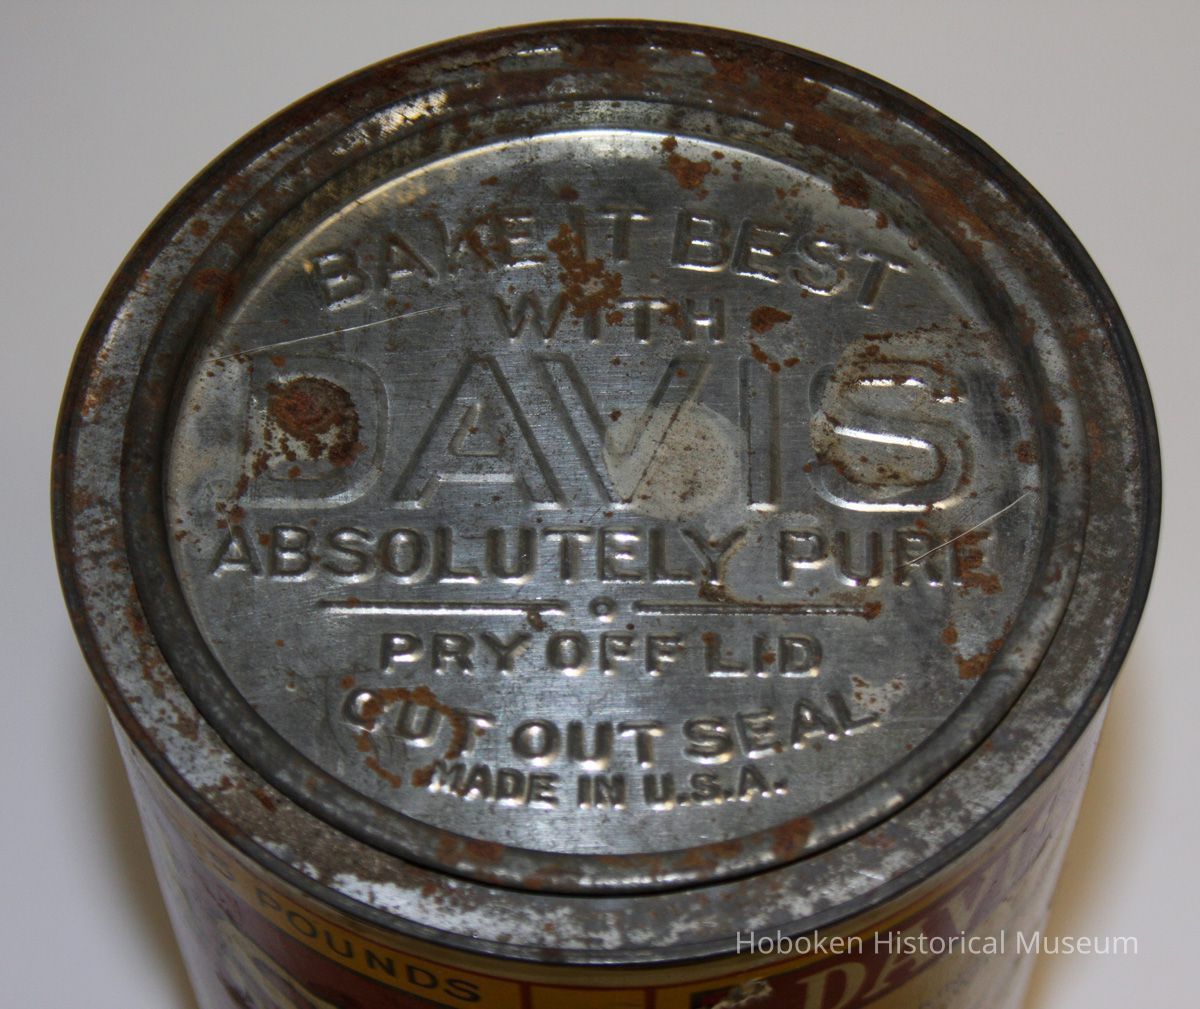 BAKE IT BEST
WITH
DAVIS
ABSOLUTELY PURE
PRY OFF LID
CUT OUT SEAL
MADE IN U.S.A.
POUNDS
DAVIS
Hoboken Historical Museum